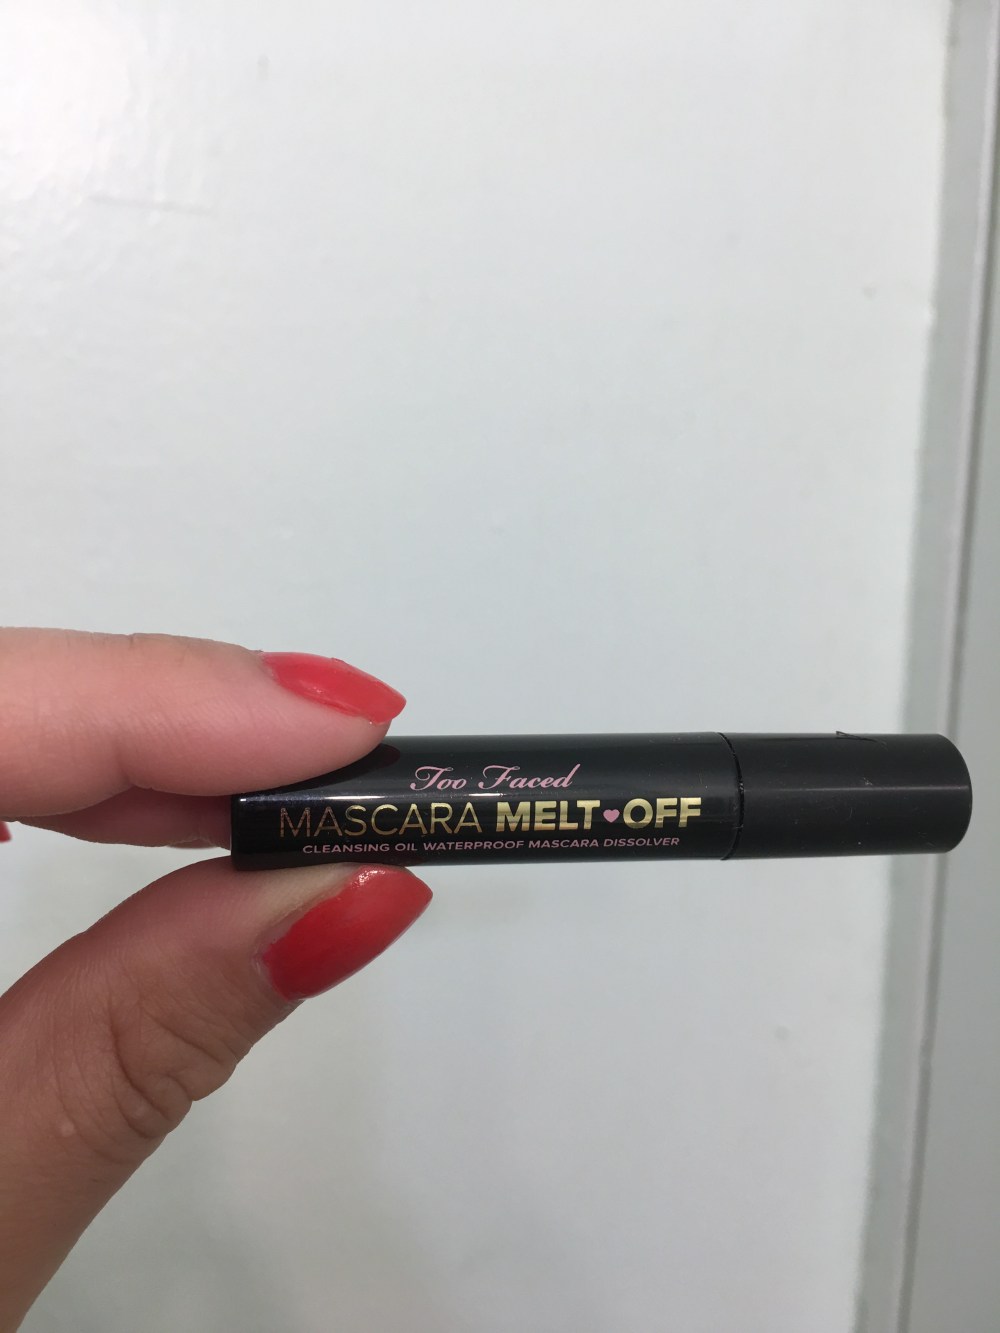 Too Faced
MASCARA MELT♥OFF
CLEANSING OIL WATERPROOF MASCARA DISSOLVER